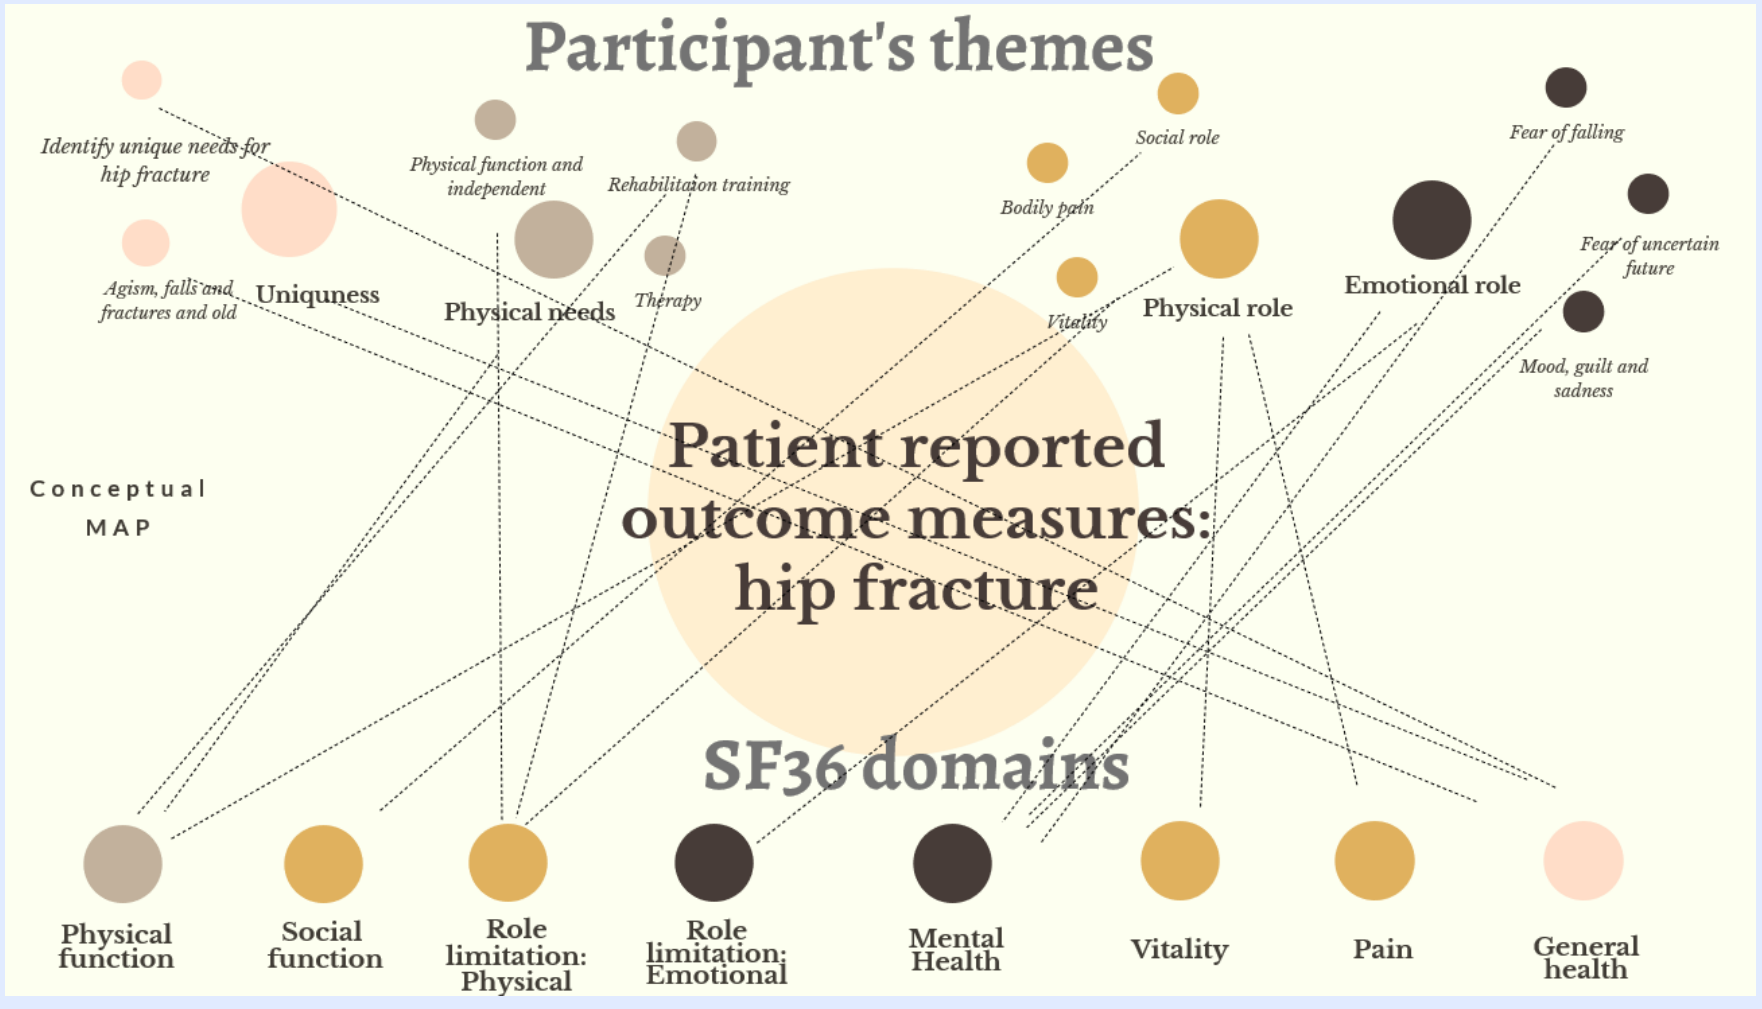 Participant's themes
Identify unique needs for
hip fracture
Agism, falls and
fractures and old
Uniquness
Physical function and
independent
Rehabilitaion training
Physical needs
Therapy
Social role
Bodily pain
Vitality
Physical role
Fear of falling
Emotional role
Fear of uncertain
future
Mood, guilt and
sadness
Conceptual
MAP
Patient reported
outcome measures:
hip fracture
SF36 domains
Physical
function
Social
function
Role
limitation:
Physical
Role
limitation:
Emotional
Mental
Health
Vitality
Pain
General
health